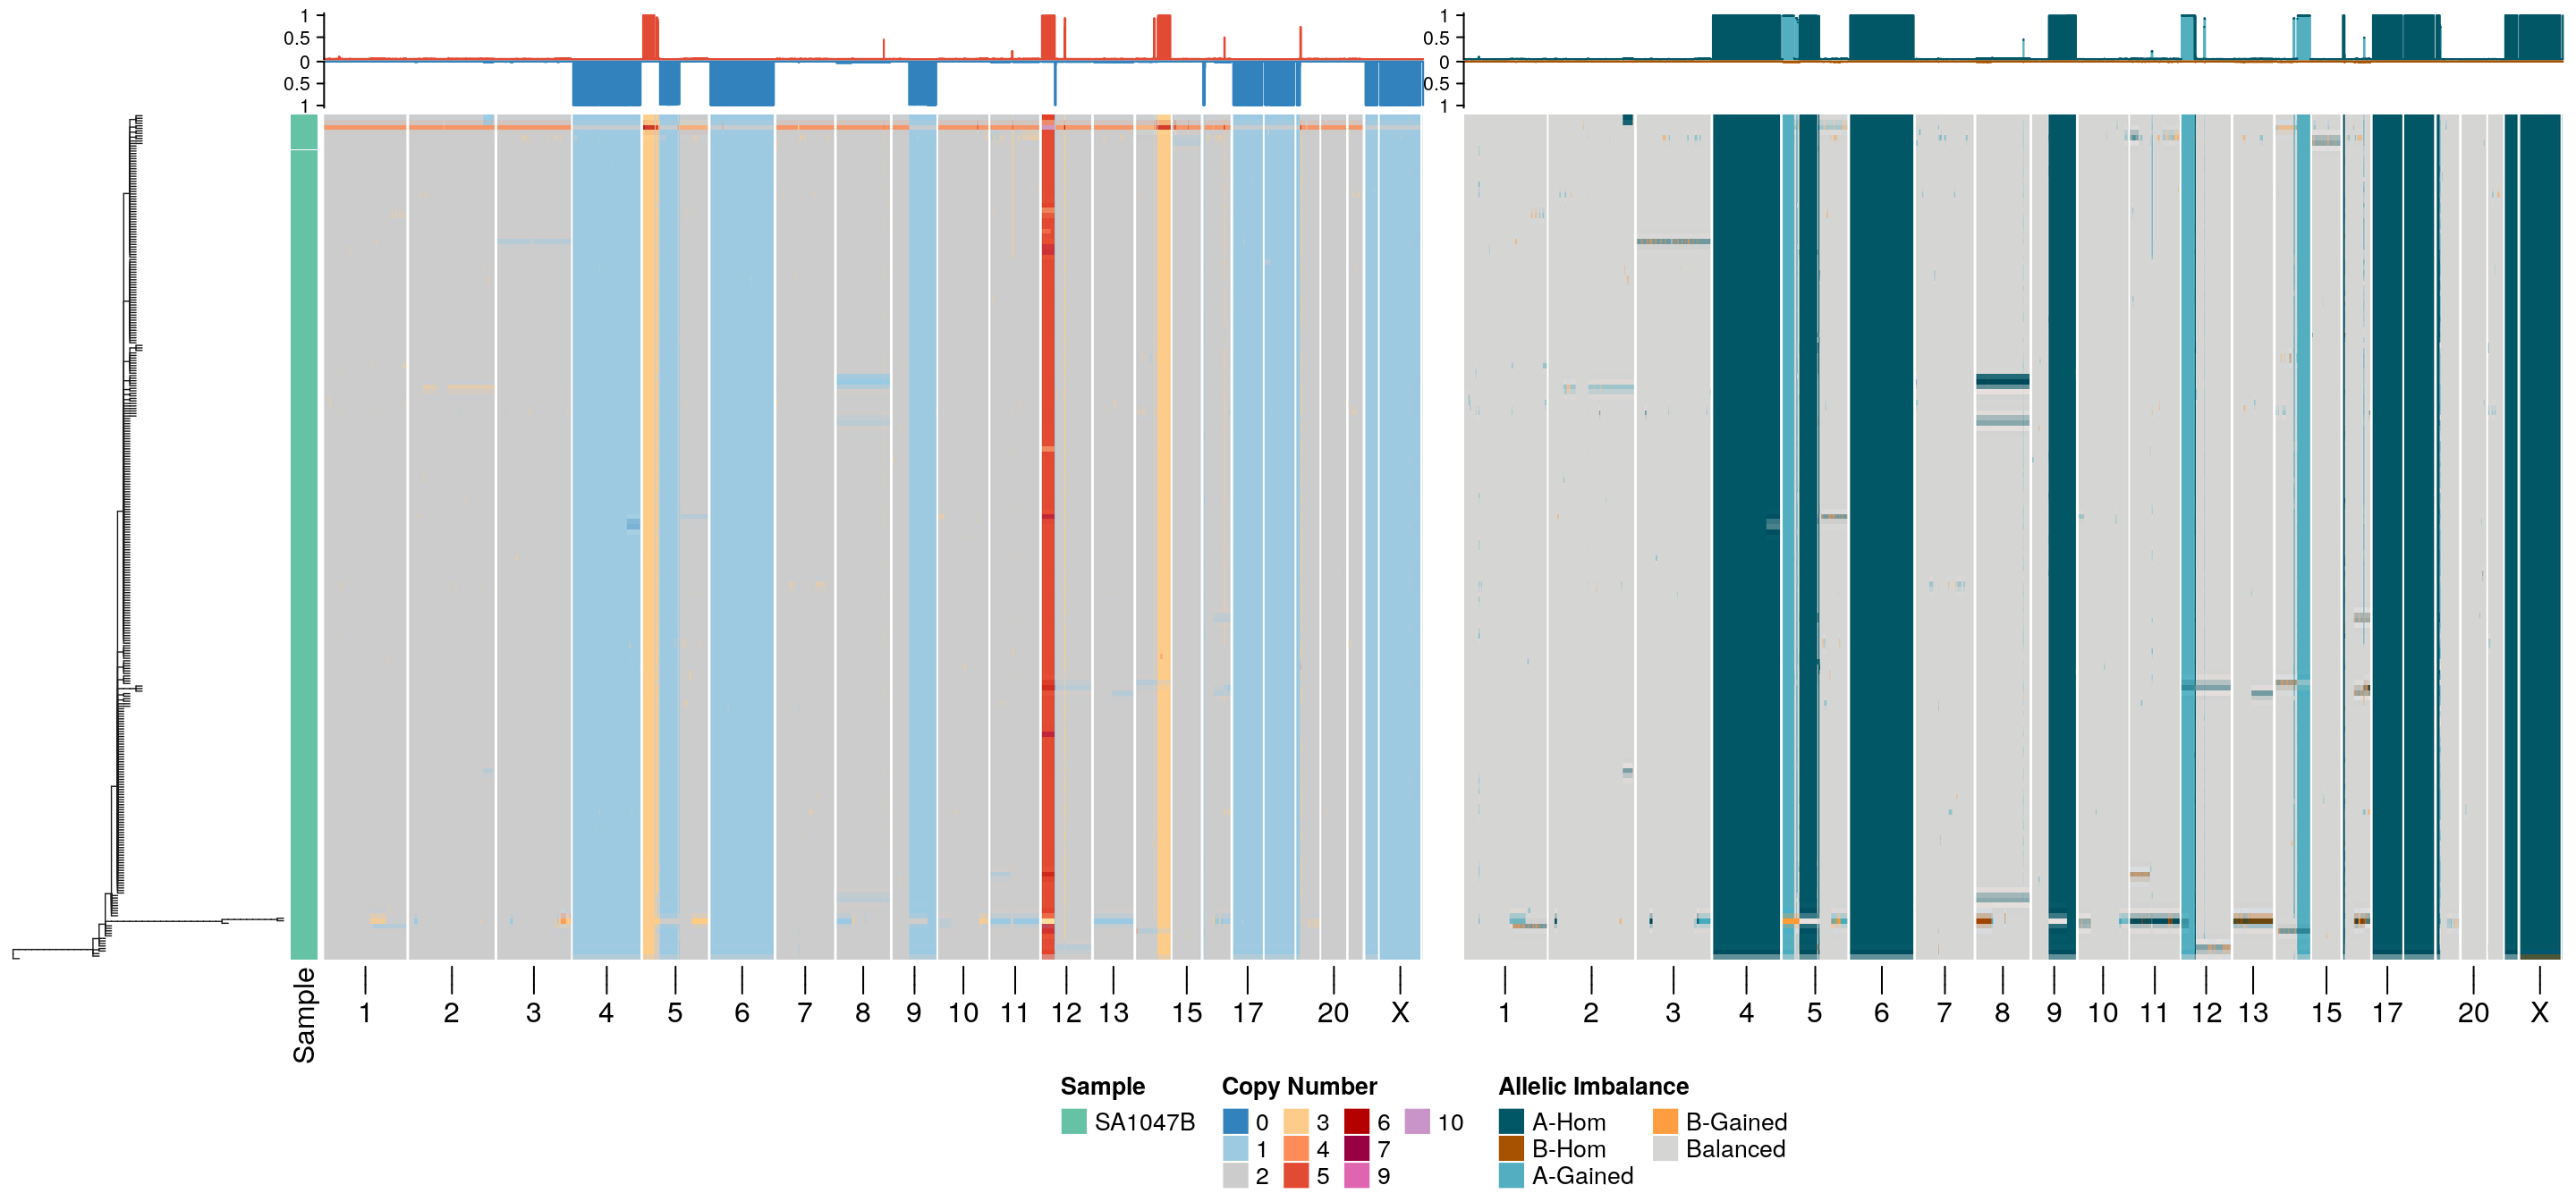 1
0.5
0
0.5
1
1
0.5
0
0.5
1
Sample
1 2 3 4 5 6 7 8 9 10 11 12 13 15 17 20 X
1 2 3 4 5 6 7 8 9 10 11 12 13 15 17 20 X
Sample Copy Number Allelic Imbalance
SA1047B 0 3 6 10 A-Hom B-Gained
1 4 7 B-Hom Balanced
2 5 9 A-Gained